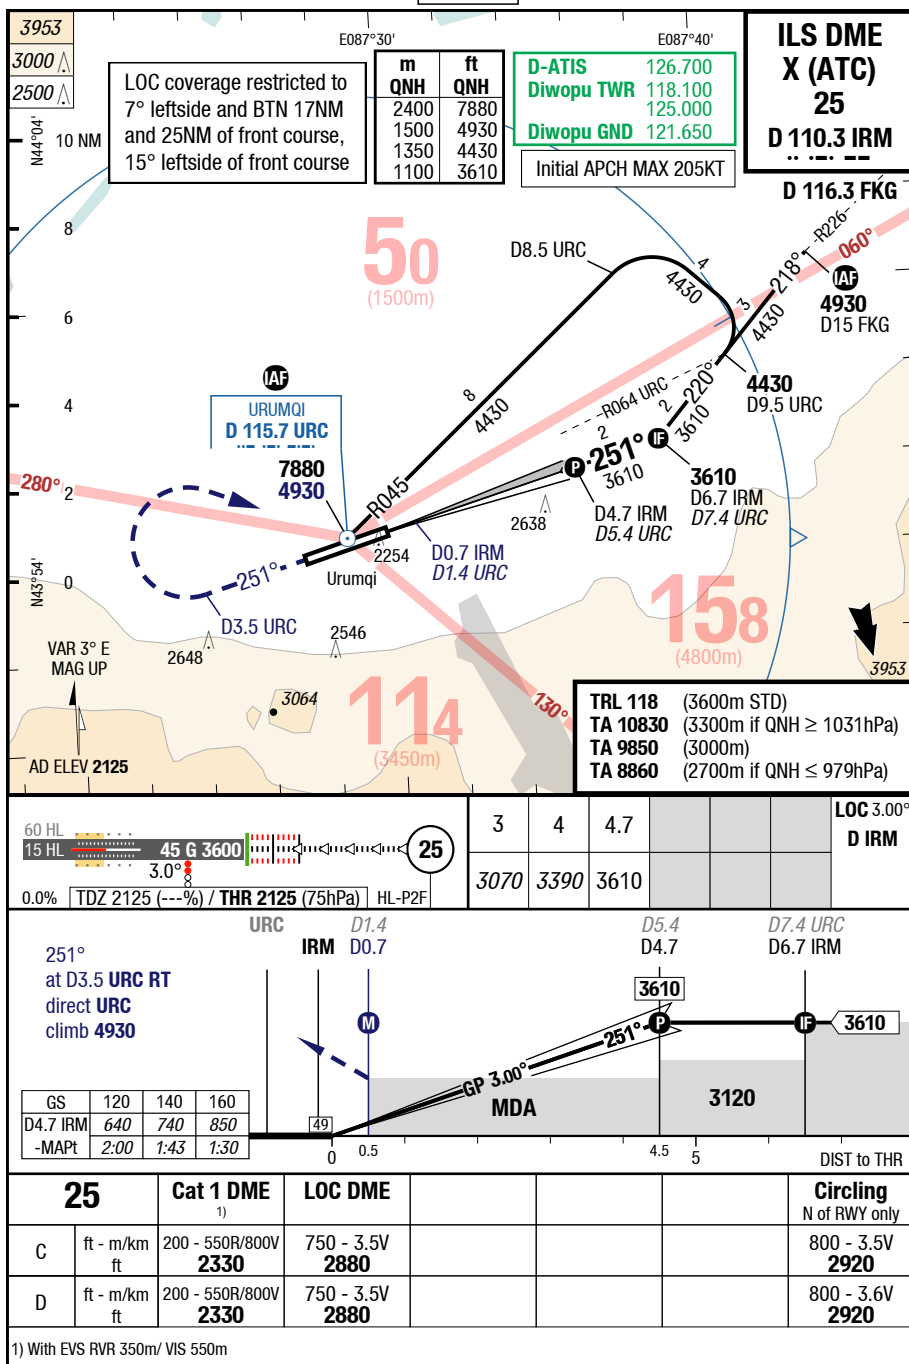 3953
3000
2500
E087°30'
E087°40'
N44°04'
10 NM
LOC coverage restricted to
7° leftside and BTN 17NM
and 25NM of front course,
15° leftside of front course
m ft
QNH QNH
2400 7880
1500 4930
1350 4430
1100 3610
D-ATIS 126.700
Diwopu TWR 118.100
125.000
Diwopu GND 121.650
Initial APCH MAX 205KT
ILS DME
X (ATC)
25
D 110.3 IRM
D 116.3 FKG
R226
060°
218°
IAF
4930
D15 FKG
8
6
4
2
0
50
(1500m)
D8.5 URC
4
4430
3
4430
4430
D9.5 URC
220°
2
3610
R064 URC
8
4430
2
251°
3610
IF
3610
D6.7 IRM
D7.4 URC
P
D4.7 IRM
D5.4 URC
IAF
URUMQI
D 115.7 URC
7880
4930
280°
R045
2638
2254
D0.7 IRM
D1.4 URC
Urumqi
251°
D3.5 URC
N43°54'
2546
2648
VAR 3° E
MAG UP
158
(4800m)
3953
3064
114
(3450m)
130°
AD ELEV 2125
TRL 118 (3600m STD)
TA 10830 (3300m if QNH ≥ 1031hPa)
TA 9850 (3000m)
TA 8860 (2700m if QNH ≤ 979hPa)
60 HL
15 HL
45 G 3600
25
3.0°
0.0%
TDZ 2125 (---%) / THR 2125 (75hPa)
HL-P2F
3 4 4.7
LOC 3.00°
D IRM
3070 3390 3610
URC D1.4 D5.4 D7.4 URC
IRM D0.7 D4.7 D6.7 IRM
251°
at D3.5 URC RT
direct URC
climb 4930
3610
M
P
IF
3610
251°
GP 3.00°
MDA
3120
GS 120 140 160
D4.7 IRM 640 740 850
-MAPt 2:00 1:43 1:30
49
0 0.5 4.5 5 DIST to THR
25 Cat 1 DME LOC DME Circling
1) N of RWY only
C ft - m/km 200 - 550R/800V 750 - 3.5V 800 - 3.5V
ft 2330 2880 2920
D ft - m/km 200 - 550R/800V 750 - 3.5V 800 - 3.6V
ft 2330 2880 2920
1) With EVS RVR 350m/ VIS 550m